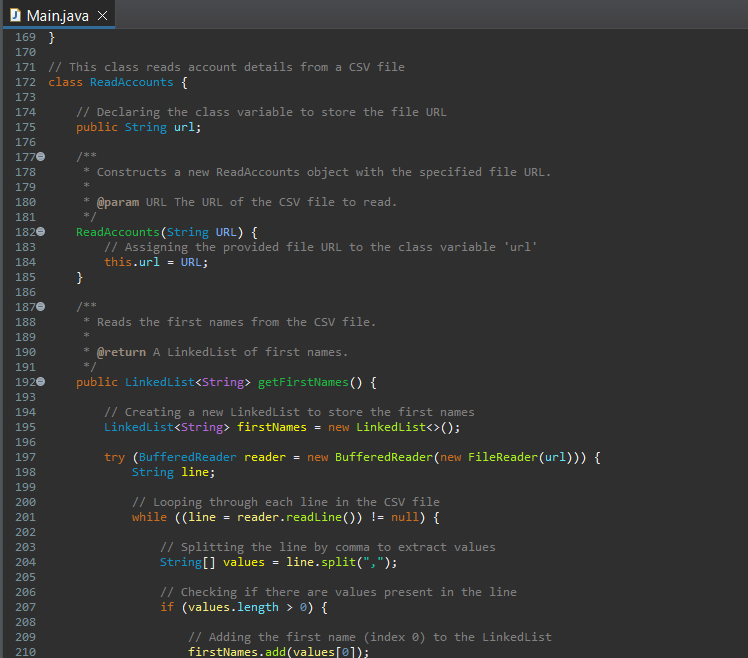 Main.java
169 }
170
171 // This class reads account details from a CSV file
172 class ReadAccounts {
173
174     // Declaring the class variable to store the file URL
175     public String url;
176
177     /**
178      * Constructs a new ReadAccounts object with the specified file URL.
179      *
180      * @param URL The URL of the CSV file to read.
181      */
182     ReadAccounts(String URL) {
183         // Assigning the provided file URL to the class variable 'url'
184         this.url = URL;
185     }
186
187     /**
188      * Reads the first names from the CSV file.
189      *
190      * @return A LinkedList of first names.
191      */
192     public LinkedList<String> getFirstNames() {
193
194         // Creating a new LinkedList to store the first names
195         LinkedList<String> firstNames = new LinkedList<>();
196
197         try (BufferedReader reader = new BufferedReader(new FileReader(url))) {
198             String line;
199
200             // Looping through each line in the CSV file
201             while ((line = reader.readLine()) != null) {
202
203                 // Splitting the line by comma to extract values
204                 String[] values = line.split(",");
205
206                 // Checking if there are values present in the line
207                 if (values.length > 0) {
208
209                     // Adding the first name (index 0) to the LinkedList
210                     firstNames.add(values[0]);